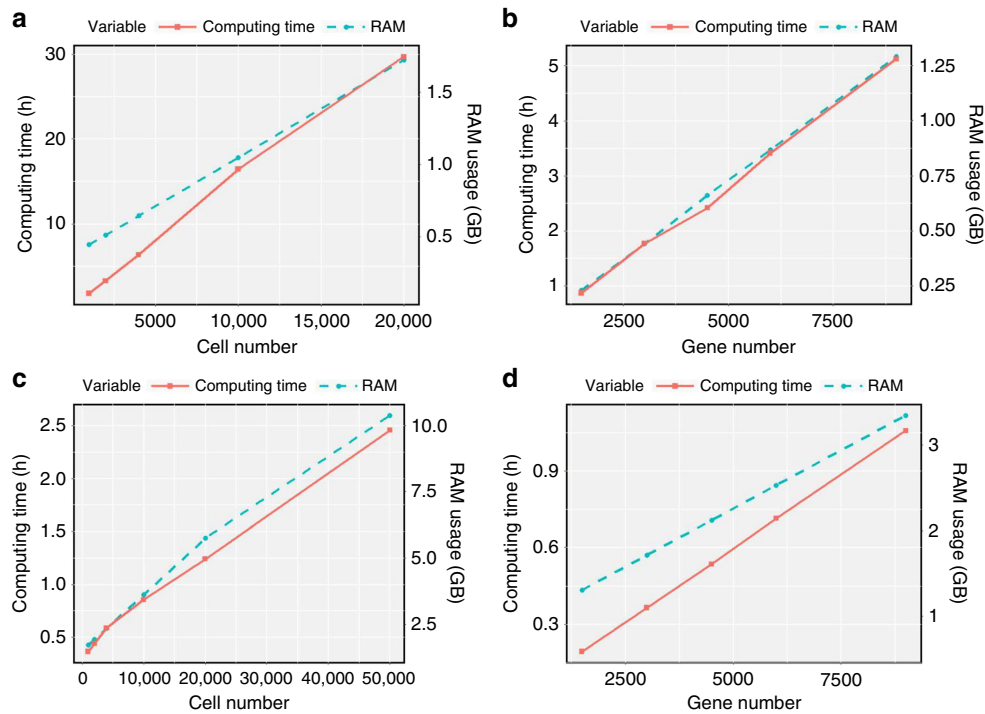 a
Variable Computing time RAM
Computing time (h)
30
20
10
RAM usage (GB)
1.5
1.0
0.5
5000 10,000 15,000 20,000
Cell number
b
Variable Computing time RAM
Computing time (h)
5
4
3
2
1
RAM usage (GB)
1.25
1.00
0.75
0.50
0.25
2500 5000 7500
Gene number
c
Variable Computing time RAM
Computing time (h)
2.5
2.0
1.5
1.0
0.5
RAM usage (GB)
10.0
7.5
5.0
2.5
0 10,000 20,000 30,000 40,000 50,000
Cell number
d
Variable Computing time RAM
Computing time (h)
0.9
0.6
0.3
RAM usage (GB)
3
2
1
2500 5000 7500
Gene number